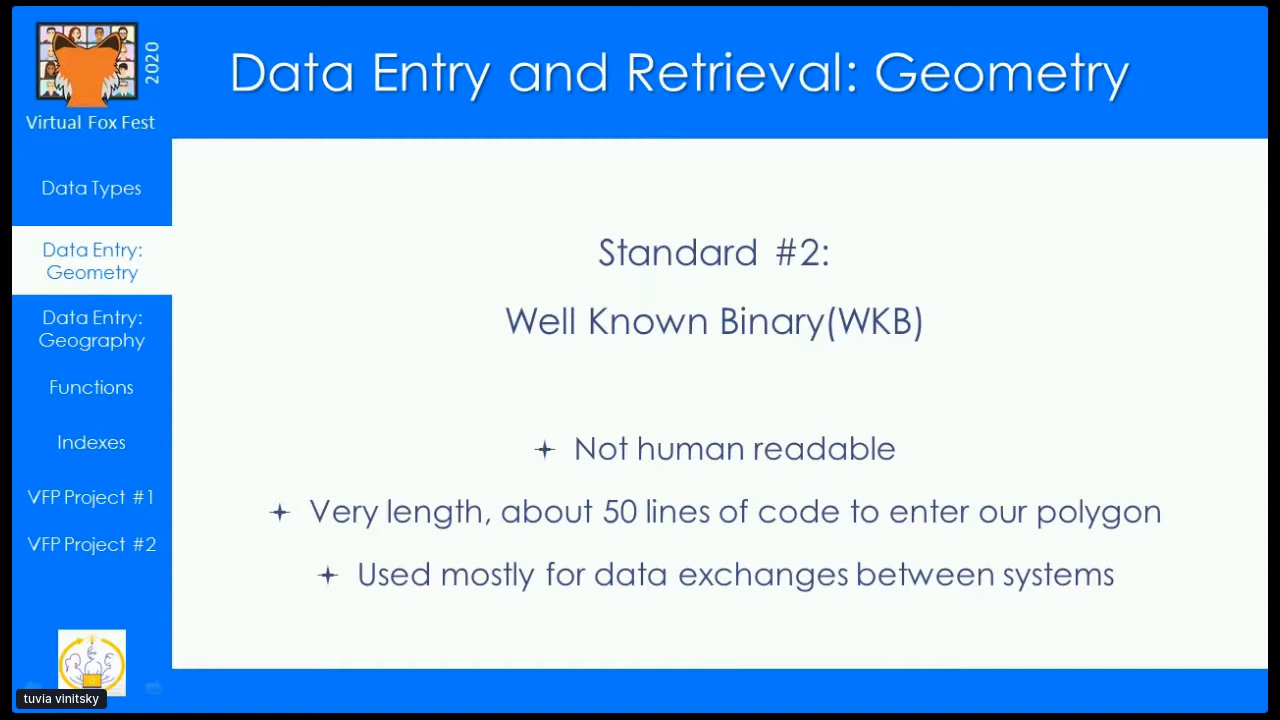 Virtual Fox Fest
2020
Data Entry and Retrieval: Geometry
Data Types
Data Entry:
Geometry
Data Entry:
Geography
Functions
Indexes
VFP Project #1
VFP Project #2
Standard #2:
Well Known Binary(WKB)
Not human readable
Very length, about 50 lines of code to enter our polygon
Used mostly for data exchanges between systems
tuvia vinitsky